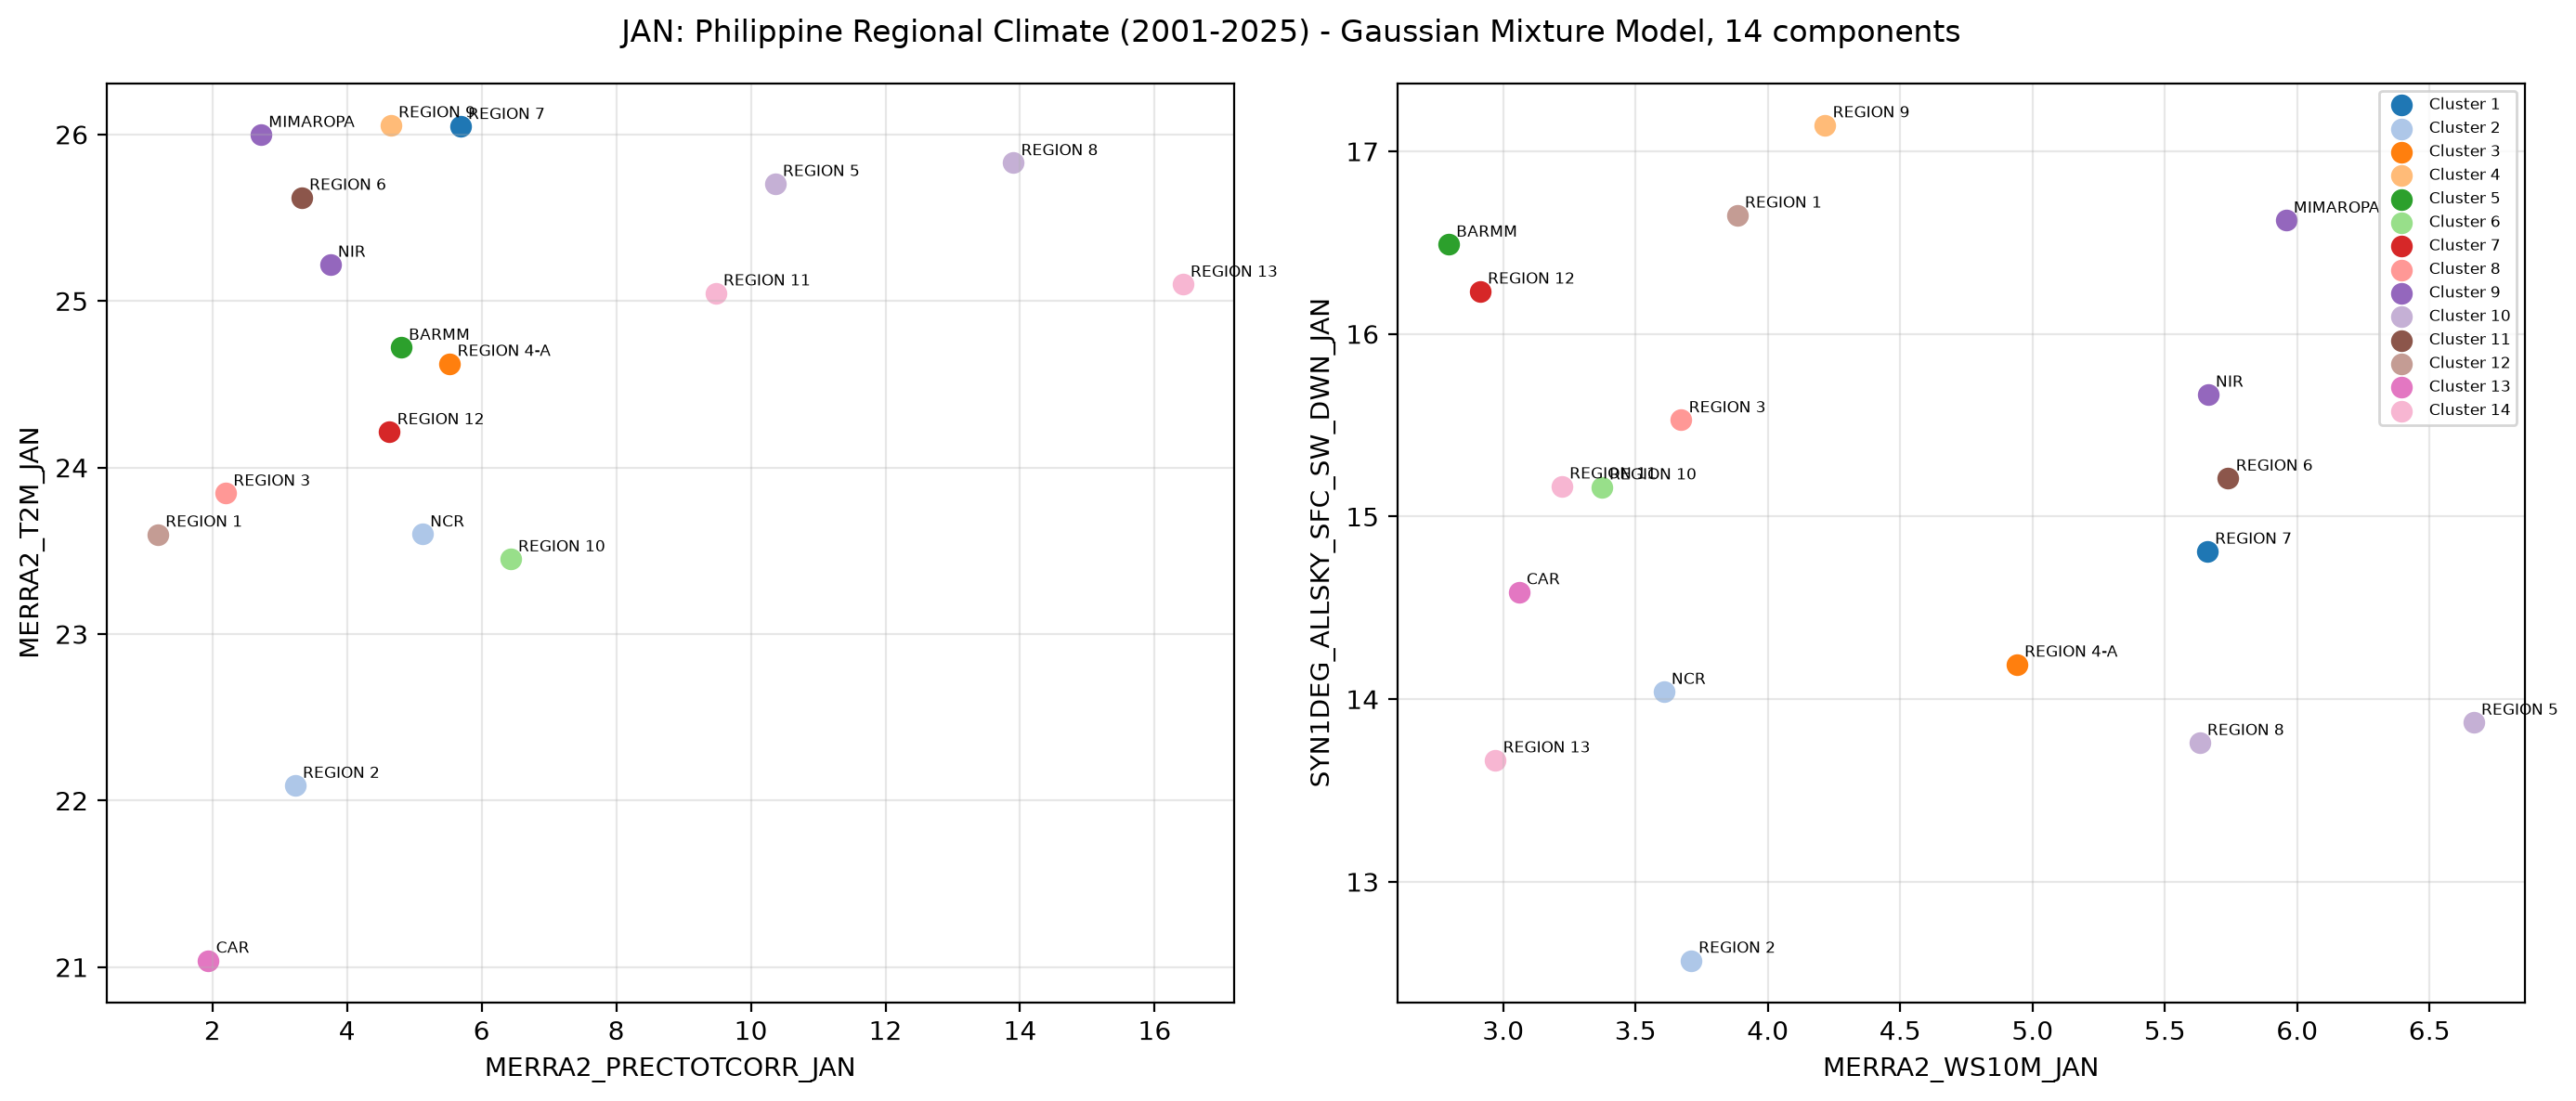 JAN: Philippine Regional Climate (2001-2025) - Gaussian Mixture Model, 14 components
MERRA2_T2M_JAN
26
25
24
23
22
21
MIMAROPA
REGION 9
REGION 7
REGION 8
REGION 5
REGION 6
NIR
REGION 13
REGION 11
BARMM
REGION 4-A
REGION 12
REGION 3
REGION 1
NCR
REGION 10
REGION 2
CAR
2
4
6
8
10
12
14
16
MERRA2_PRECTOTCORR_JAN
SYN1DEG_ALLSKY_SFC_SW_DWN_JAN
17
16
15
14
13
REGION 9
REGION 1
MIMAROPA
BARMM
REGION 12
NIR
REGION 3
REGION 6
REGION 11
REGION 10
REGION 7
CAR
REGION 4-A
NCR
REGION 5
REGION 8
REGION 13
REGION 2
3.0
3.5
4.0
4.5
5.0
5.5
6.0
6.5
MERRA2_WS10M_JAN
Cluster 1
Cluster 2
Cluster 3
Cluster 4
Cluster 5
Cluster 6
Cluster 7
Cluster 8
Cluster 9
Cluster 10
Cluster 11
Cluster 12
Cluster 13
Cluster 14